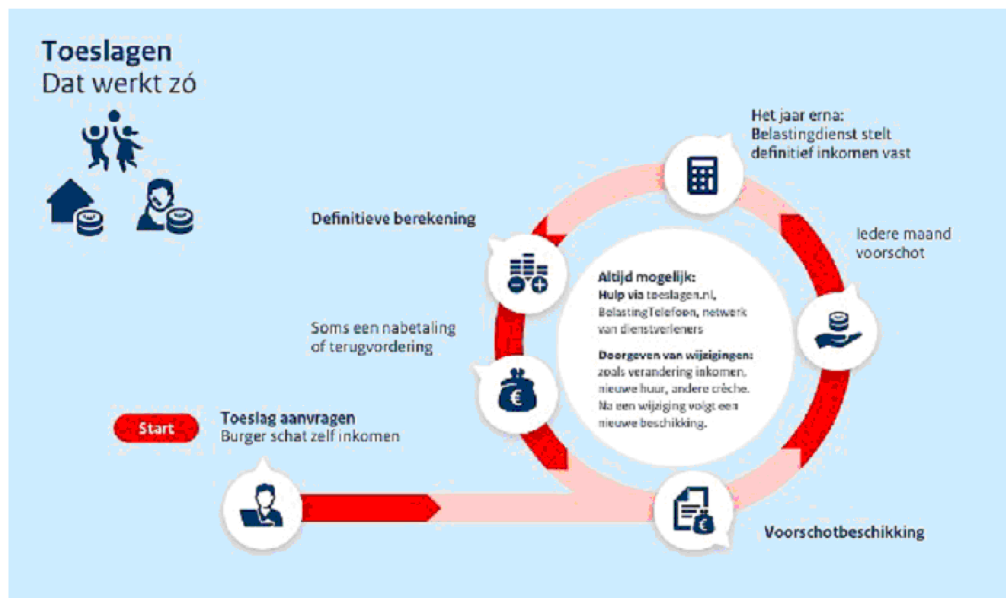 Toeslagen
Dat werkt zó
Het jaar erna:
Belastingdienst stelt
definitief inkomen vast
Definitieve berekening
Iedere maand
voorschot
Altijd mogelijk:
Hulp via toeslagen.nl,
BelastingTelefoon, netwerk
van dienstverleners
Doorgeven van wijzigingen:
zoals verandering inkomen,
nieuwe huur, andere crèche.
Na een wijziging volgt een
nieuwe beschikking.
Soms een nabetaling
of terugvordering
Start
Toeslag aanvragen
Burger schat zelf inkomen
Voorschotbeschikking